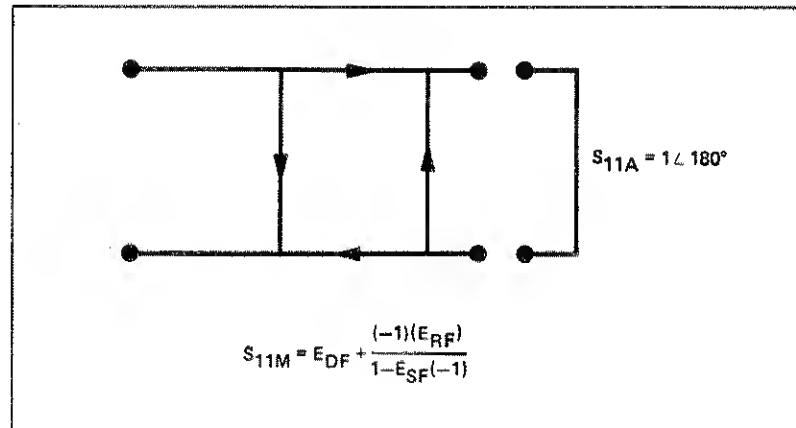 S11A = 1∠ 180°
S11M = EDF + (-1)(ERF) / 1-ESF(-1)